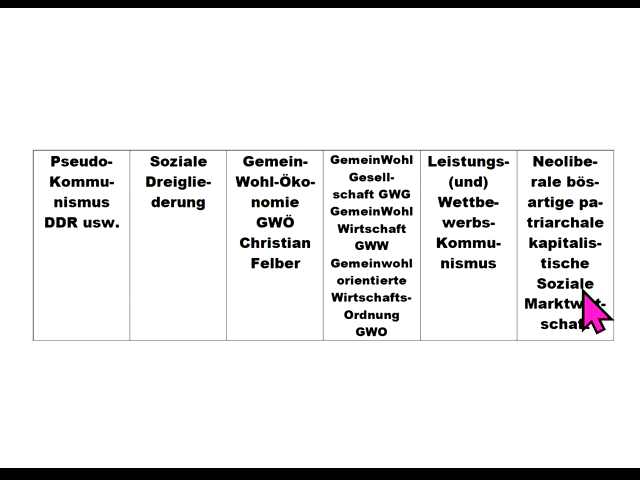 Pseudo-
Kommu-
nismus
DDR usw.
Soziale
Dreiglie-
derung
Gemein-
Wohl-Öko-
nomie
GWÖ
Christian
Felber
GemeinWohl
Gesell-
schaft GWG
GemeinWohl
Wirtschaft
GWW
Gemeinwohl
orientierte
Wirtschafts-
Ordnung
GWO
Leistungs-
(und)
Wettbe-
werbs-
Kommu-
nismus
Neolibe-
rale bös-
artige pa-
triarchale
kapitalis-
tische
Soziale